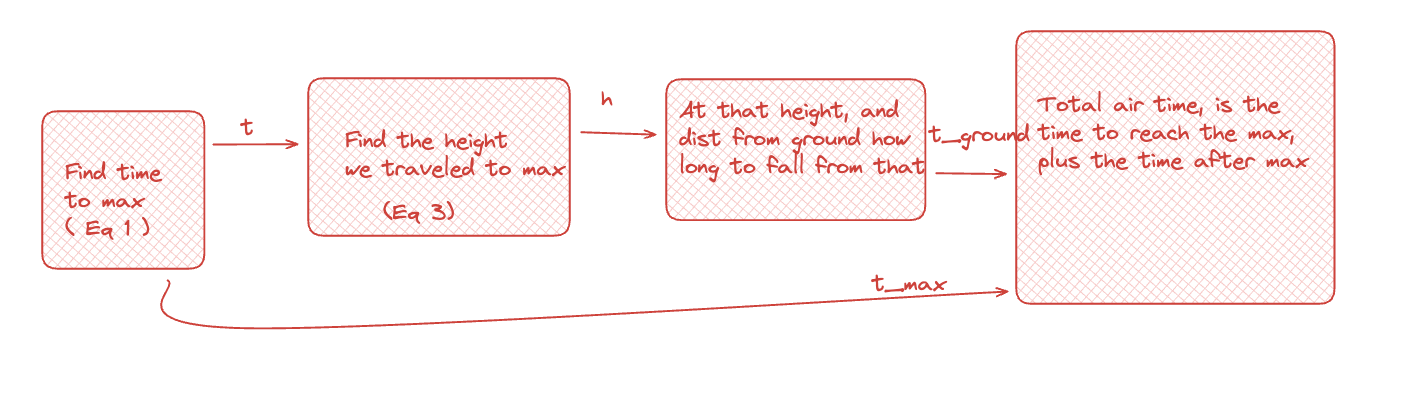 Find time
to max
( Eq 1 )
t
Find the height
we traveled to max
(Eq 3)
h
At that height, and
dist from ground how
long to fall from that
t_ground
Total air time, is the
time to reach the max,
plus the time after max
t_max